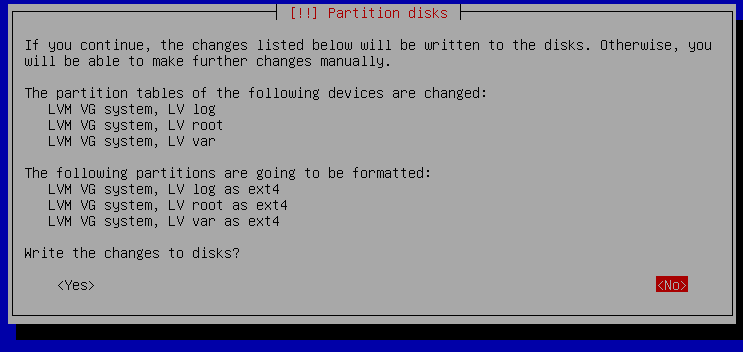 [!!] Partition disks
If you continue, the changes listed below will be written to the disks. Otherwise, you
will be able to make further changes manually.
The partition tables of the following devices are changed:
LVM VG system, LV log
LVM VG system, LV root
LVM VG system, LV var
The following partitions are going to be formatted:
LVM VG system, LV log as ext4
LVM VG system, LV root as ext4
LVM VG system, LV var as ext4
Write the changes to disks?
<Yes> <No>